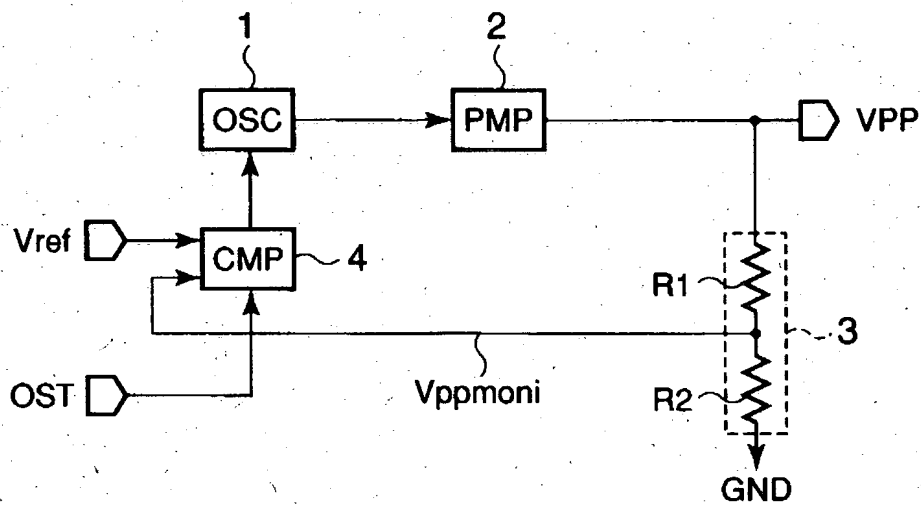 1
2
OSC
PMP
VPP
Vref
CMP
4
R1
3
OST
Vppmoni
R2
GND